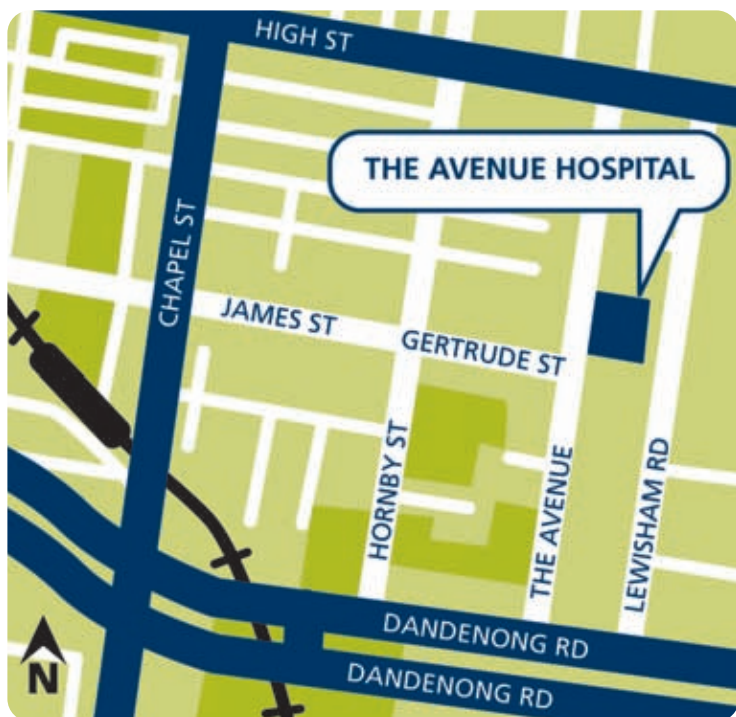 HIGH ST
THE AVENUE HOSPITAL
CHAPEL ST
JAMES ST
GERTRUDE ST
HORNBY ST
THE AVENUE
LEWISHAM RD
DANDENONG RD
DANDENONG RD
N